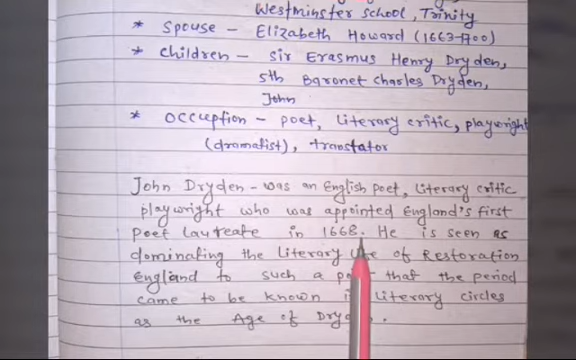 Westminster School, Trinity
* Spouse - Elizabeth Howard (1663-1700)
* Children - Sir Erasmus Henry Dryden,
5th Baronet Charles Dryden,
John
* Occuption - poet, literary critic, playwright
(dramatist), translator
John Dryden - was an English poet, literary critic
playwright who was appointed England's first
Poet Laureate in 1668. He is seen as
dominating the literary of Restoration
England to such a that the period
came to be known literary circles
as the Age of